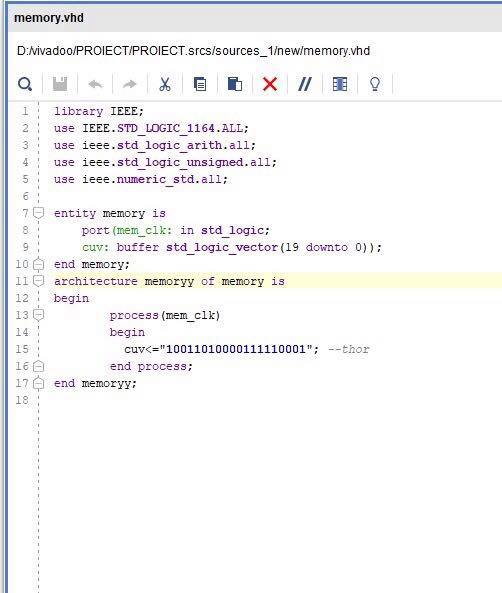 memory.vhd
D:/vivadoo/PROIECT/PROIECT.srcs/sources_1/new/memory.vhd
1 library IEEE;
2 use IEEE.STD_LOGIC_1164.ALL;
3 use ieee.std_logic_arith.all;
4 use ieee.std_logic_unsigned.all;
5 use ieee.numeric_std.all;
6
7 entity memory is
8 port(mem_clk: in std_logic;
9 cuv: buffer std_logic_vector(19 downto 0));
10 end memory;
11 architecture memoryy of memory is
12 begin
13 process(mem_clk)
14 begin
15 cuv<="10011010000111110001"; --thor
16 end process;
17 end memoryy;
18